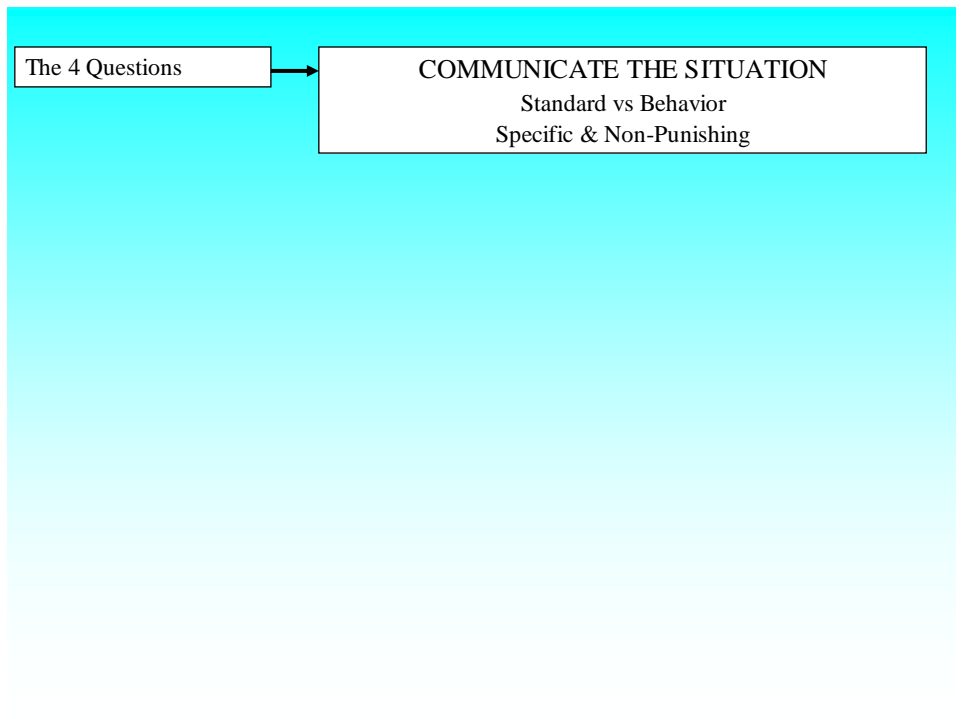 The 4 Questions
COMMUNICATE THE SITUATION
Standard vs Behavior
Specific & Non-Punishing